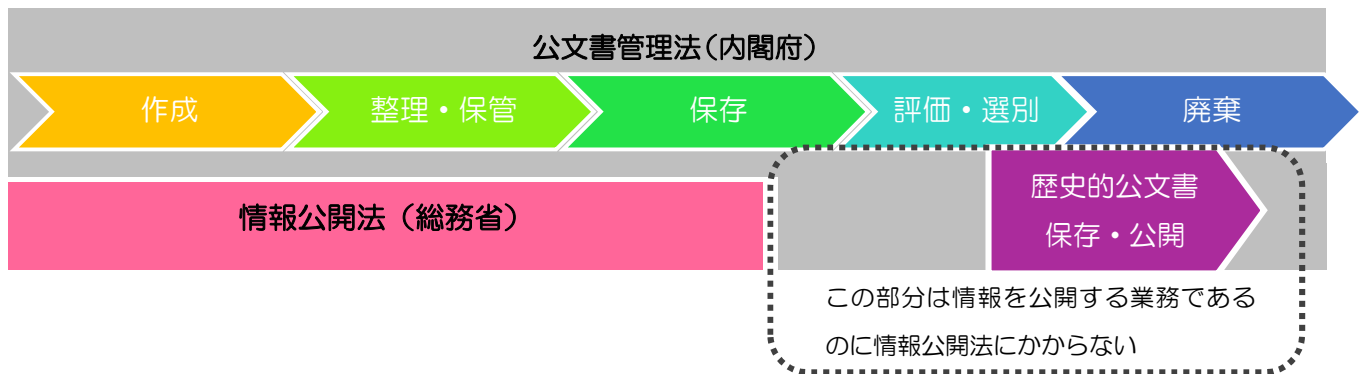 公文書管理法(内閣府)
作成
整理・保管
保存
評価・選別
廃棄
情報公開法（総務省）
歴史的公文書
保存・公開
この部分は情報を公開する業務である
のに情報公開法にかからない